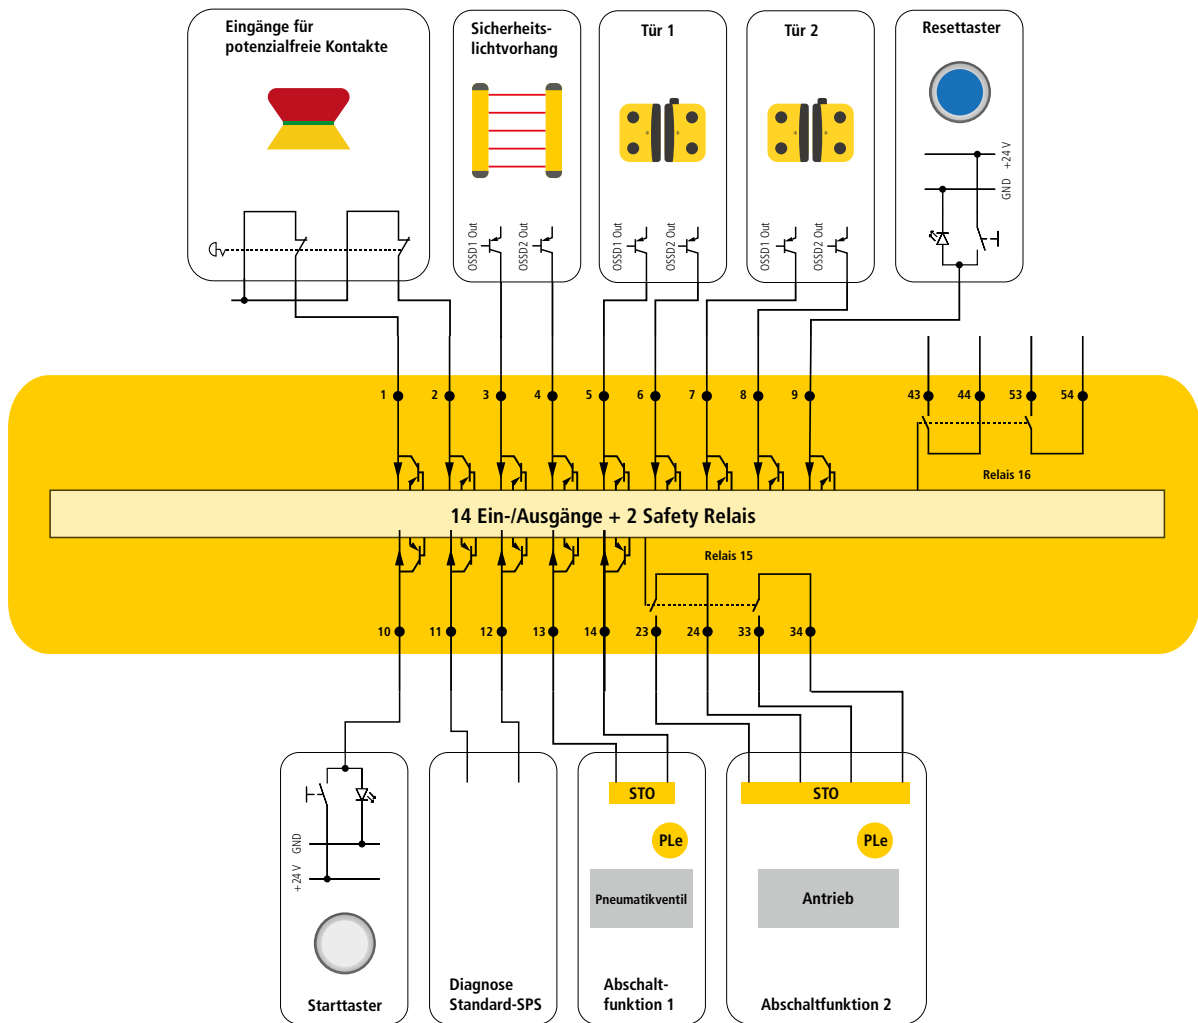 Eingänge für
potenzialfreie Kontakte
Sicherheits-
lichtvorhang
Tür 1
Tür 2
Resettaster
+24 V
GND
OSSD1 Out
OSSD2 Out
OSSD1 Out
OSSD2 Out
OSSD1 Out
OSSD2 Out
1
2
3
4
5
6
7
8
9
43
44
53
54
Relais 16
14 Ein-/Ausgänge + 2 Safety Relais
Relais 15
10
11
12
13
14
23
24
33
34
GND
+24 V
STO
STO
PLe
PLe
Pneumatikventil
Antrieb
Starttaster
Diagnose
Standard-SPS
Abschalt-
funktion 1
Abschaltfunktion 2